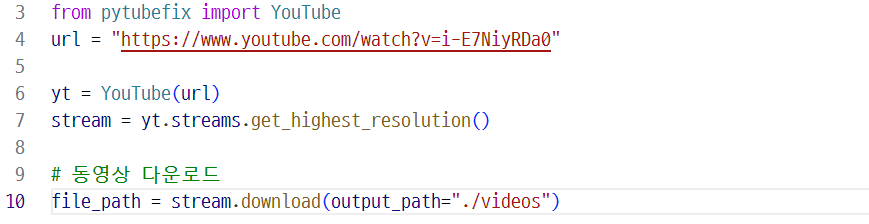 3 from pytubefix import YouTube
4 url = "https://www.youtube.com/watch?v=i-E7NiyRDa0"
5
6 yt = YouTube(url)
7 stream = yt.streams.get_highest_resolution()
8
9 # 동영상 다운로드
10 file_path = stream.download(output_path="./videos")